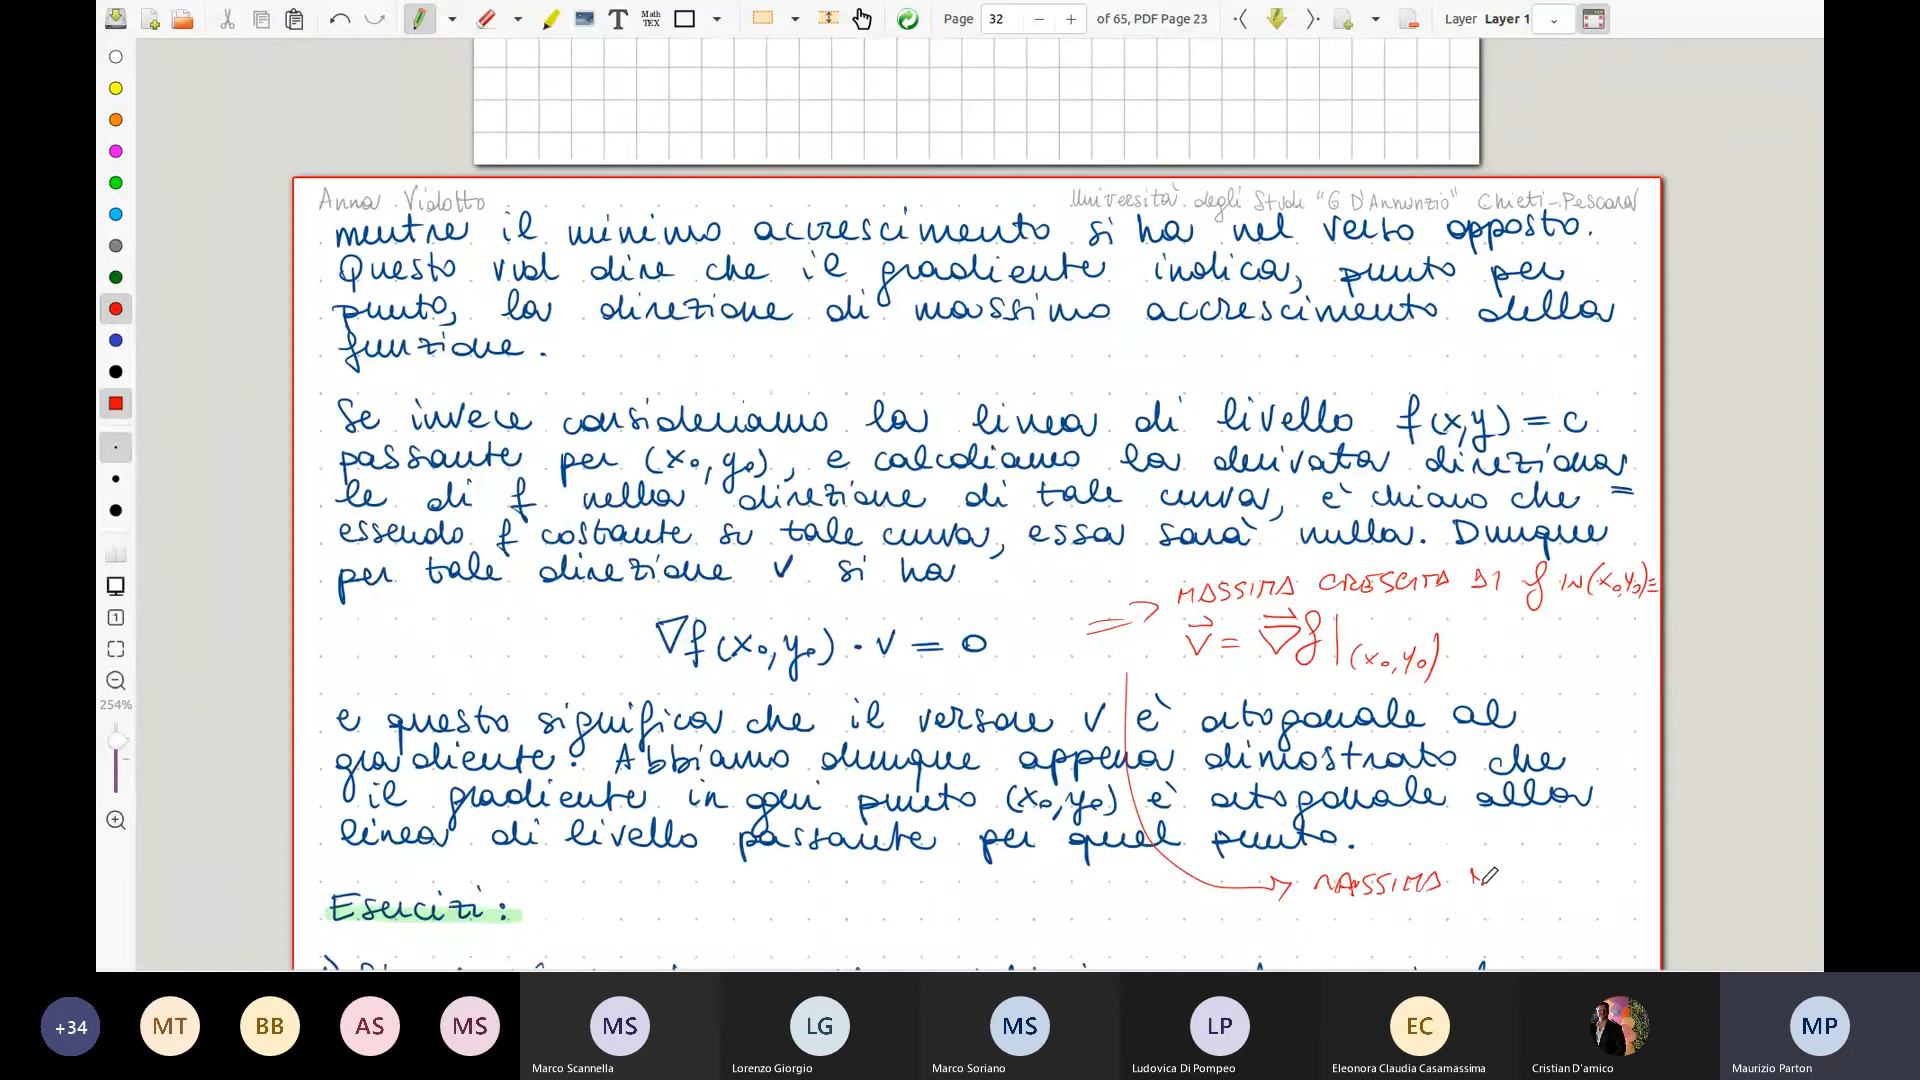 Math
TEX
Page 32 of 65, PDF Page 23
Layer Layer 1
1
254%
Anna Vidotto
Università degli Studi "G D'Annunzio" Chieti-Pescara
mentre il minimo accrescimento si ha nel verso opposto.
Questo vuol dire che il gradiente indica, punto per
punto, la direzione di massimo accrescimento della
funzione.
Se invece consideriamo la linea di livello f(x,y) = c
passante per (x₀,y₀), e calcoliamo la derivata direziona
le di f nella direzione di tale curva, è chiaro che =
essendo f costante su tale curva, essa sarà nulla. Dunque
per tale direzione v si ha
∇f(x₀,y₀) · v = 0
=> MASSIMA CRESCITA DI f IN (x₀,y₀) =
v⃗ = ∇⃗f|(x₀,y₀)
e questo significa che il versore v è ortogonale al
gradiente. Abbiamo dunque appena dimostrato che
il gradiente in ogni punto (x₀,y₀) è ortogonale alla
linea di livello passante per quel punto.
MASSIMA
Esercizi:
+34
MT
BB
AS
MS
MS
Marco Scannella
LG
Lorenzo Giorgio
MS
Marco Soriano
LP
Ludovica Di Pompeo
EC
Eleonora Claudia Casamassima
Cristian D'amico
MP
Maurizio Parton